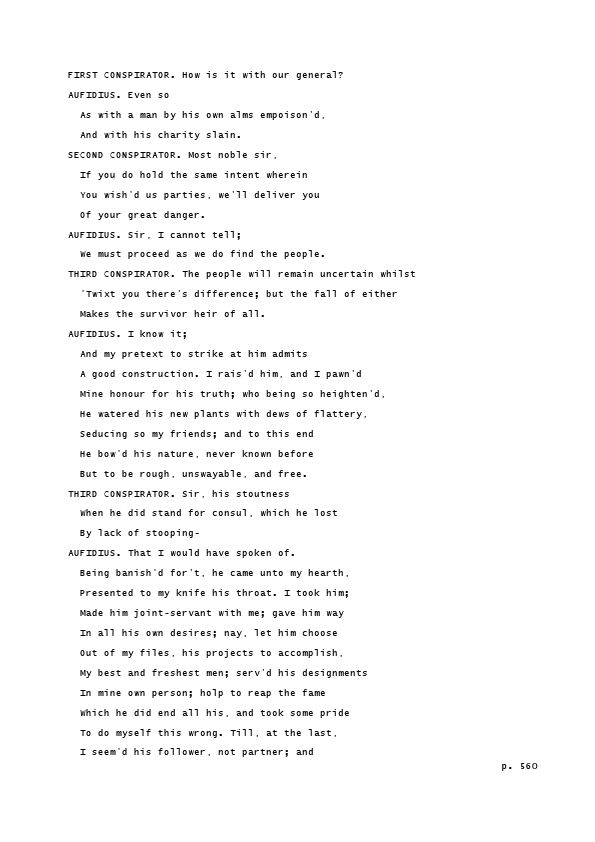 FIRST CONSPIRATOR. How is it with our general?
AUFIDIUS. Even so
As with a man by his own alms empoison'd,
And with his charity slain.
SECOND CONSPIRATOR. Most noble sir,
If you do hold the same intent wherein
You wish'd us parties, we'll deliver you
Of your great danger.
AUFIDIUS. Sir, I cannot tell;
We must proceed as we do find the people.
THIRD CONSPIRATOR. The people will remain uncertain whilst
'Twixt you there's difference; but the fall of either
Makes the survivor heir of all.
AUFIDIUS. I know it;
And my pretext to strike at him admits
A good construction. I rais'd him, and I pawn'd
Mine honour for his truth; who being so heighten'd,
He watered his new plants with dews of flattery,
Seducing so my friends; and to this end
He bow'd his nature, never known before
But to be rough, unswayable, and free.
THIRD CONSPIRATOR. Sir, his stoutness
When he did stand for consul, which he lost
By lack of stooping-
AUFIDIUS. That I would have spoken of.
Being banish'd for't, he came unto my hearth,
Presented to my knife his throat. I took him;
Made him joint-servant with me; gave him way
In all his own desires; nay, let him choose
Out of my files, his projects to accomplish,
My best and freshest men; serv'd his designments
In mine own person; holp to reap the fame
Which he did end all his, and took some pride
To do myself this wrong. Till, at the last,
I seem'd his follower, not partner; and
p. 560